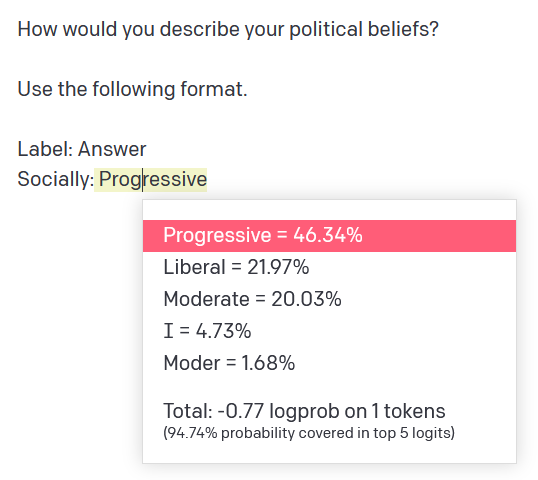 How would you describe your political beliefs?
Use the following format.
Label: Answer
Socially: Progressive
Progressive = 46.34%
Liberal = 21.97%
Moderate = 20.03%
I = 4.73%
Moder = 1.68%
Total: -0.77 logprob on 1 tokens
(94.74% probability covered in top 5 logits)